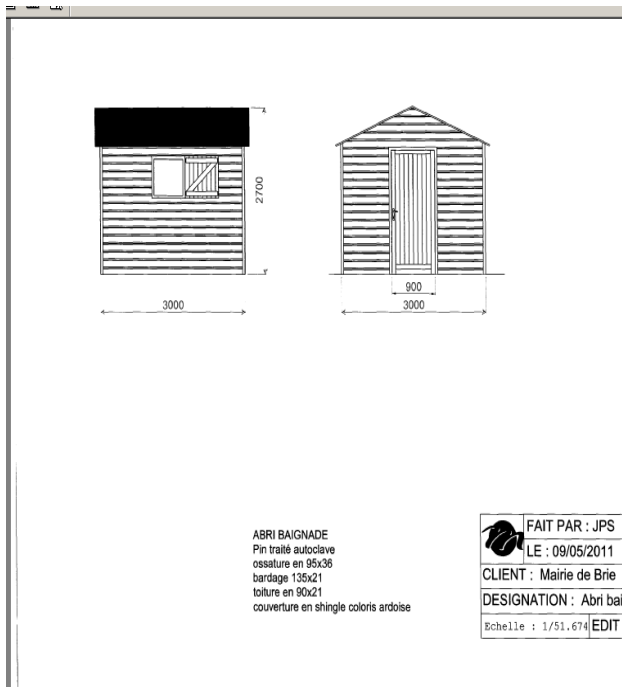 2700
3000
900
3000
ABRI BAIGNADE
Pin traité autoclave
ossature en 95x36
bardage 135x21
toiture en 90x21
couverture en shingle coloris ardoise
FAIT PAR : JPS
LE : 09/05/2011
CLIENT : Mairie de Brie
DESIGNATION : Abri bai
Echelle : 1/51.674 EDIT